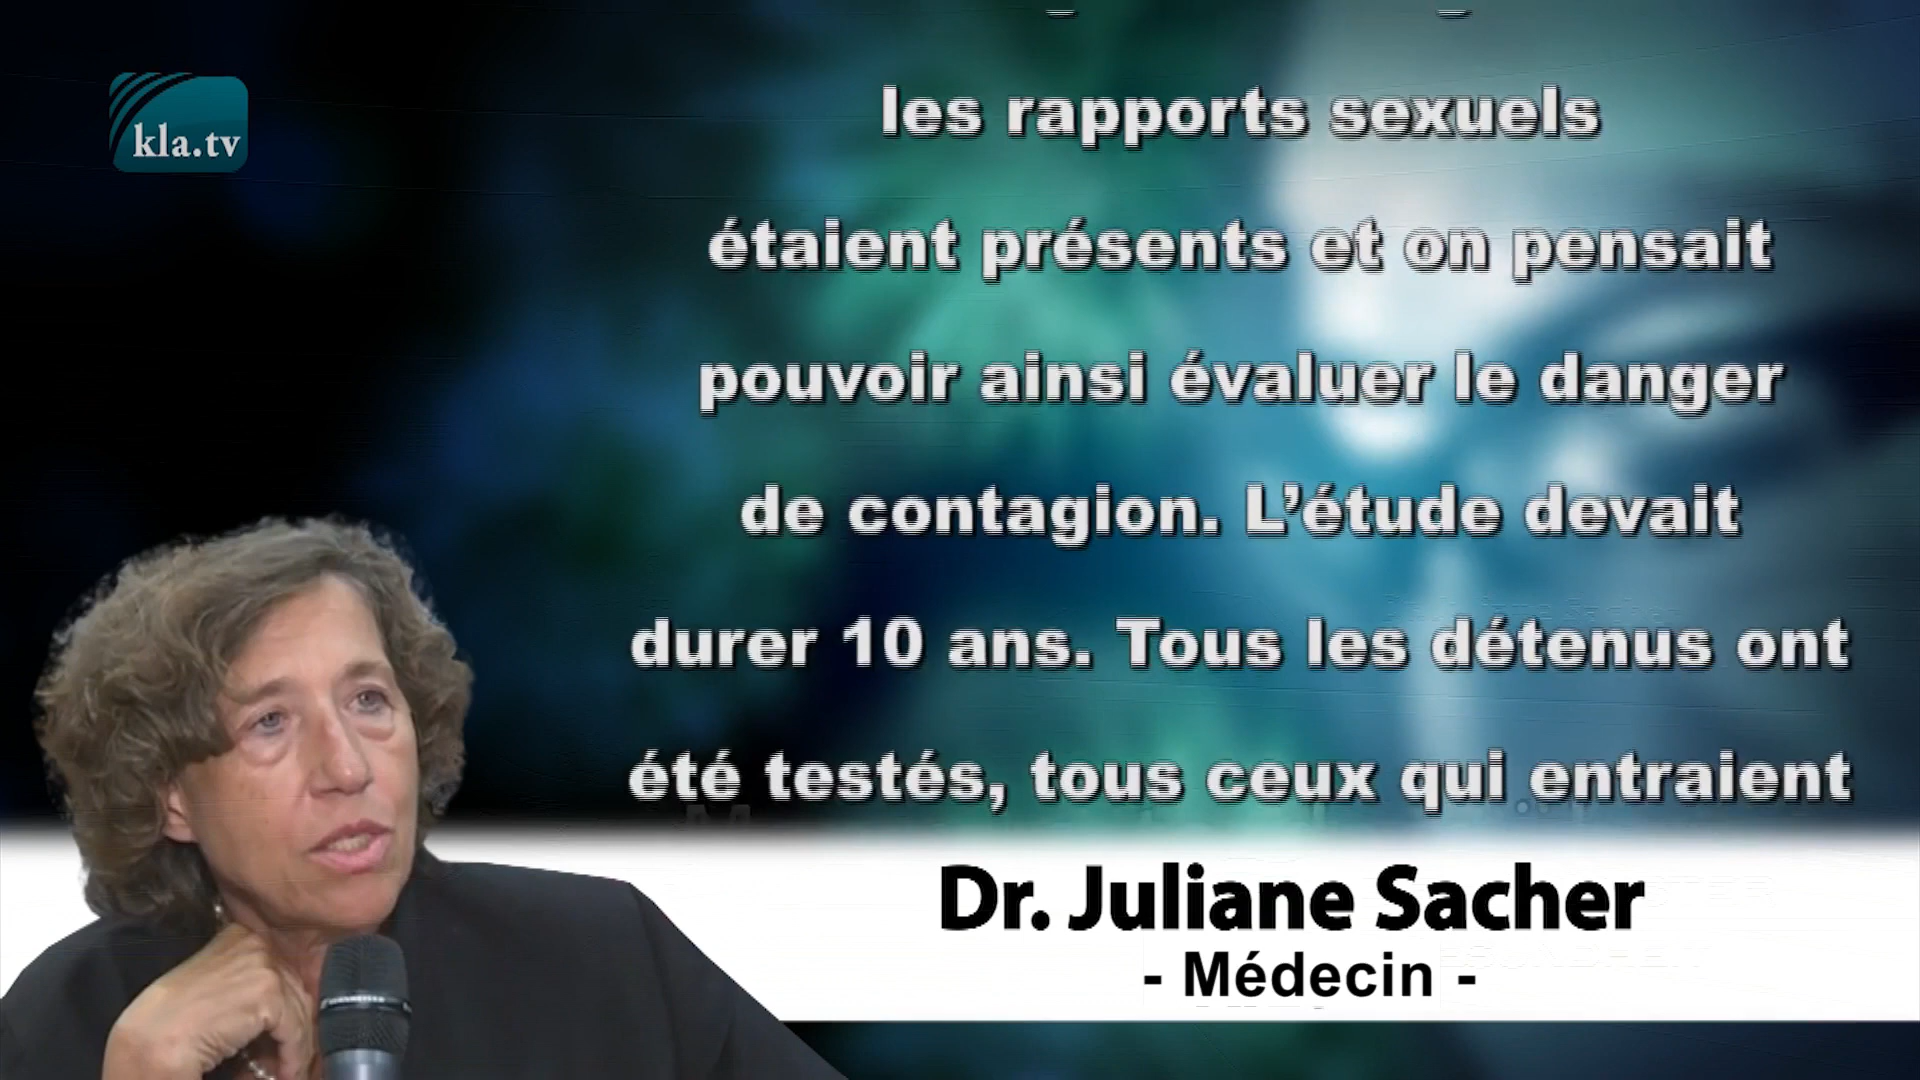 kla.tv
les rapports sexuels
étaient présents et on pensait
pouvoir ainsi évaluer le danger
de contagion. L’étude devait
durer 10 ans. Tous les détenus ont
été testés, tous ceux qui entraient
Dr. Juliane Sacher
- Médecin -